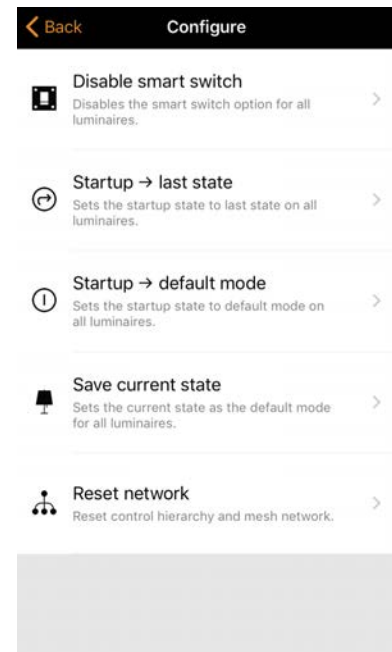 Back Configure
Disable smart switch
Disables the smart switch option for all
luminaires.
Startup → last state
Sets the startup state to last state on all
luminaires.
Startup → default mode
Sets the startup state to default mode on
all luminaires.
Save current state
Sets the current state as the default mode
for all luminaires.
Reset network
Reset control hierarchy and mesh network.